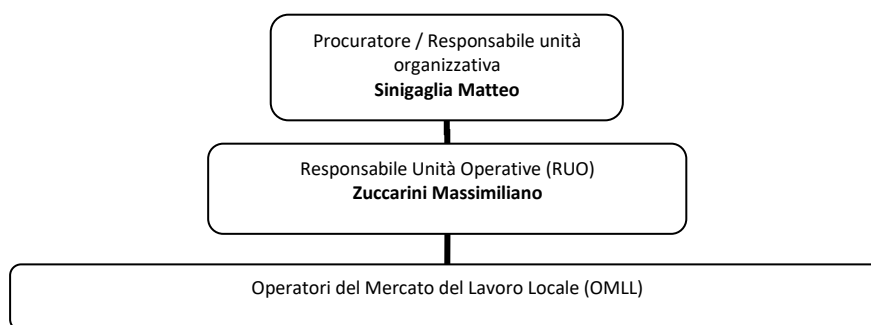 Procuratore / Responsabile unità
organizzativa
Sinigaglia Matteo
Responsabile Unità Operative (RUO)
Zuccarini Massimiliano
Operatori del Mercato del Lavoro Locale (OMLL)